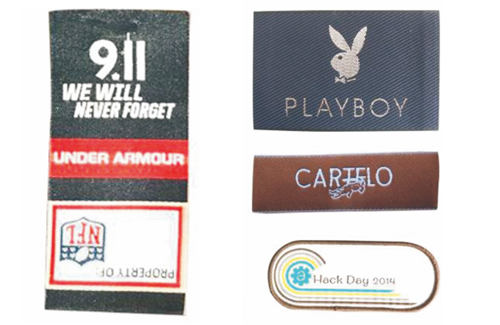 9.11
WE WILL
NEVER FORGET
UNDER ARMOUR
NFL
PROPERTY OF:
PLAYBOY
CARTELO
e
Hack Day 2014